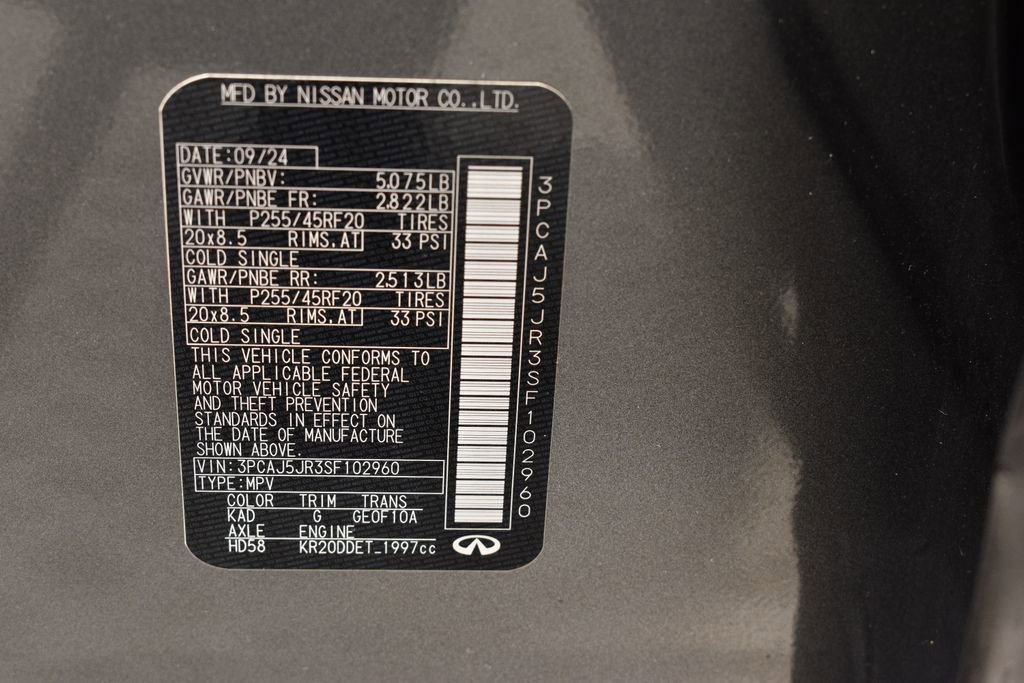 MFD BY NISSAN MOTOR CO.,LTD.
DATE:09/24
GVWR/PNBV: 5,075LB
GAWR/PNBE FR: 2,822LB
WITH P255/45RF20 TIRES
20x8.5 RIMS,AT 33 PSI
COLD SINGLE
GAWR/PNBE RR: 2,513LB
WITH P255/45RF20 TIRES
20x8.5 RIMS,AT 33 PSI
COLD SINGLE
THIS VEHICLE CONFORMS TO
ALL APPLICABLE FEDERAL
MOTOR VEHICLE SAFETY
AND THEFT PREVENTION
STANDARDS IN EFFECT ON
THE DATE OF MANUFACTURE
SHOWN ABOVE.
VIN:3PCAJ5JR3SF102960
TYPE:MPV
COLOR TRIM TRANS
KAD G GE0F10A
AXLE ENGINE
HD58 KR20DDET_1997cc
3PCAJ5JR3SF102960